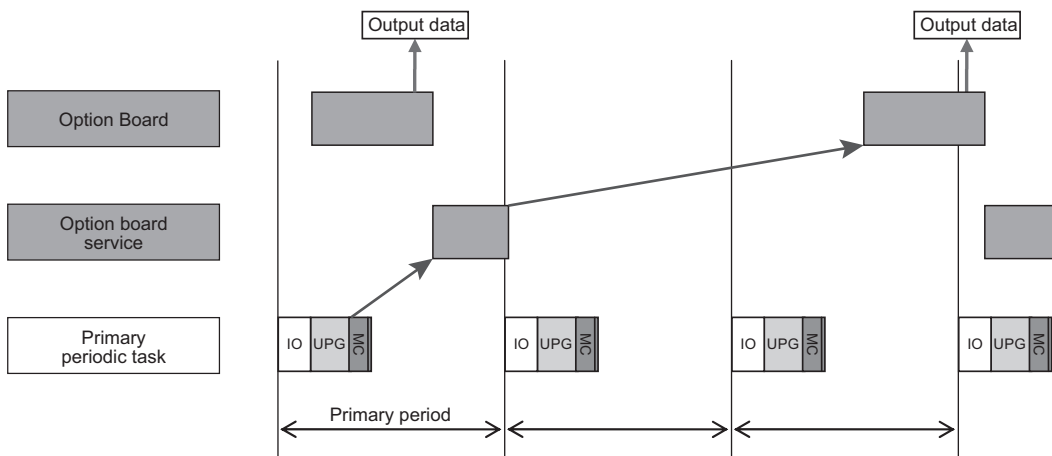 Output data
Output data
Option Board
Option board
service
Primary
periodic task
IO
UPG
MC
IO
UPG
MC
IO
UPG
MC
IO
UPG
MC
Primary period